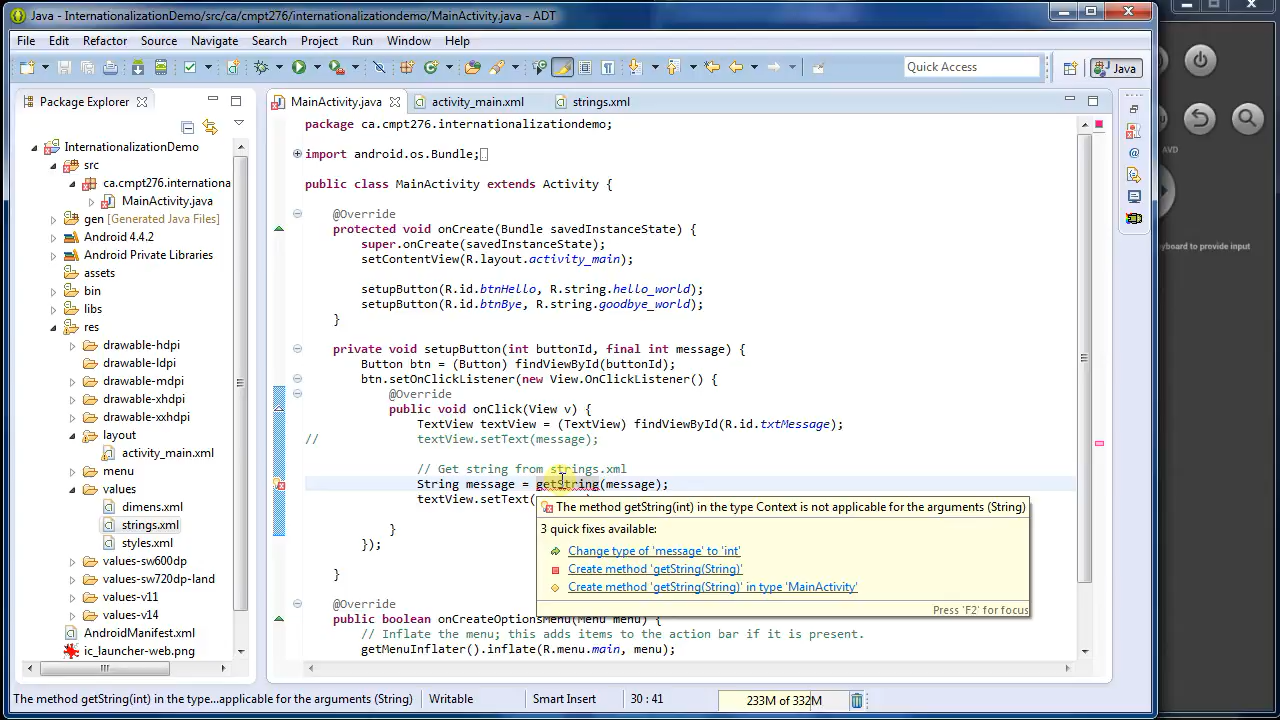 Java - InternationalizationDemo/src/ca/cmpt276/internationalizationdemo/MainActivity.java - ADT
File Edit Refactor Source Navigate Search Project Run Window Help
Quick Access
Java
Package Explorer
InternationalizationDemo
src
ca.cmpt276.internationa
MainActivity.java
gen [Generated Java Files]
Android 4.4.2
Android Private Libraries
assets
bin
libs
res
drawable-hdpi
drawable-ldpi
drawable-mdpi
drawable-xhdpi
drawable-xxhdpi
layout
activity_main.xml
menu
values
dimens.xml
strings.xml
styles.xml
values-sw600dp
values-sw720dp-land
values-v11
values-v14
AndroidManifest.xml
ic_launcher-web.png
MainActivity.java activity_main.xml strings.xml
package ca.cmpt276.internationalizationdemo;
import android.os.Bundle;
public class MainActivity extends Activity {
@Override
protected void onCreate(Bundle savedInstanceState) {
super.onCreate(savedInstanceState);
setContentView(R.layout.activity_main);
setupButton(R.id.btnHello, R.string.hello_world);
setupButton(R.id.btnBye, R.string.goodbye_world);
}
private void setupButton(int buttonId, final int message) {
Button btn = (Button) findViewById(buttonId);
btn.setOnClickListener(new View.OnClickListener() {
@Override
public void onClick(View v) {
TextView textView = (TextView) findViewById(R.id.txtMessage);
// textView.setText(message);
// Get string from strings.xml
String message = getString(message);
textView.setText(
}
});
}
@Override
public boolean onCreateOptionsMenu(Menu menu) {
// Inflate the menu; this adds items to the action bar if it is present.
getMenuInflater().inflate(R.menu.main, menu);
The method getString(int) in the type Context is not applicable for the arguments (String)
3 quick fixes available:
Change type of 'message' to 'int'
Create method 'getString(String)'
Create method 'getString(String)' in type 'MainActivity'
Press 'F2' for focus
The method getString(int) in the type...applicable for the arguments (String)
Writable
Smart Insert
30 : 41
233M of 332M
AVD
keyboard to provide input